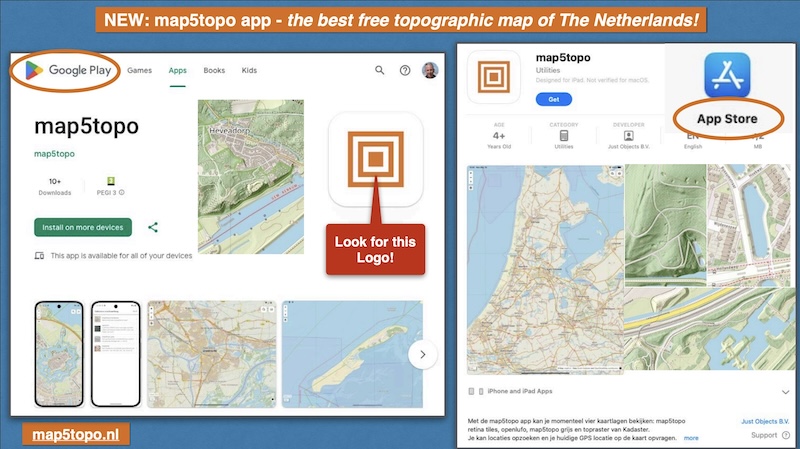 NEW: map5topo app - the best free topographic map of The Netherlands!
Google Play
Games
Apps
Books
Kids
map5topo
map5topo
10+
Downloads
PEGI 3
Install on more devices
This app is available for all of your devices
Heveadorp
Look for this
Logo!
map5topo.nl
map5topo
Utilities
Designed for iPad. Not verified for macOS.
Get
App Store
AGE
4+
Years Old
CATEGORY
Utilities
DEVELOPER
Just Objects B.V.
EN
English
MB
iPhone and iPad Apps
Met de map5topo app kan je momenteel vier kaartlagen bekijken: map5topo
retina tiles, openlufo, map5topo grijs en topraster van Kadaster.
Je kan locaties opzoeken en je huidige GPS locatie op de kaart opvragen. more
Just Objects B.V.
Support